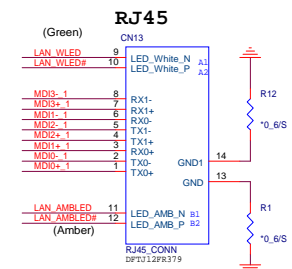 RJ45
(Green)
CN13
LAN_WLED 9 LED_White_N A1
LAN_WLED# 10 LED_White_P A2
R12
*0_6/S
MDI3-_1 8 RX1-
MDI3+_1 7 RX1+
MDI1-_1 6 RX0-
MDI2-_1 5 TX1-
MDI2+_1 4 TX1+
MDI1+_1 3 RX0+
MDI0-_1 2 TX0-
MDI0+_1 1 TX0+
GND1 14
GND 13
R1
*0_6/S
LAN_AMBLED 11 LED_AMB_N B1
LAN_AMBLED# 12 LED_AMB_P B2
(Amber)
RJ45_CONN
DFTJ12FR379